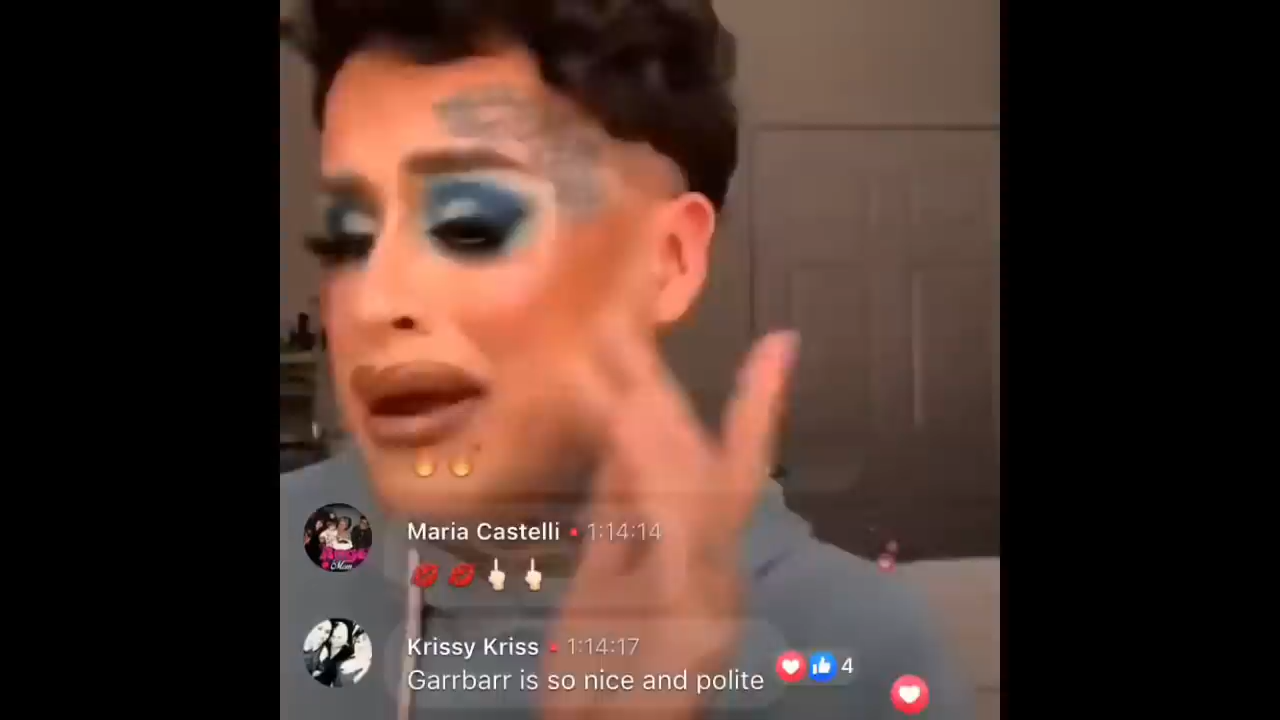 Maria Castelli • 1:14:14
💋 💋 🖕🏻 🖕🏻
Krissy Kriss • 1:14:17
Garrbarr is so nice and polite
4